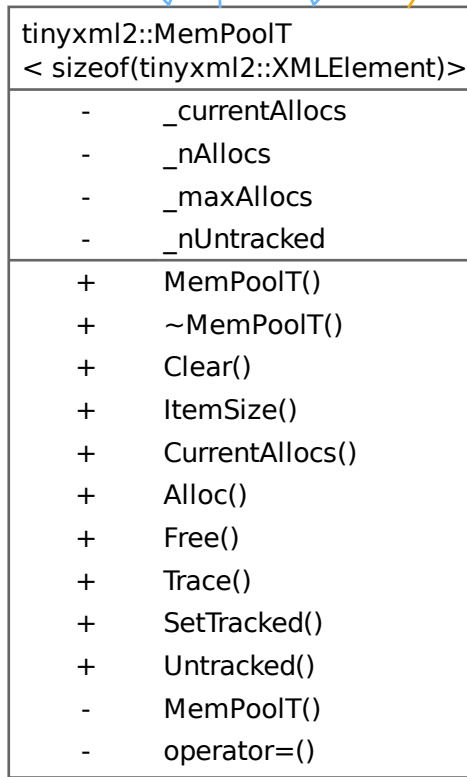 tinyxml2::MemPoolT
< sizeof(tinyxml2::XMLElement)>
- _currentAllocs
- _nAllocs
- _maxAllocs
- _nUntracked
+ MemPoolT()
+ ~MemPoolT()
+ Clear()
+ ItemSize()
+ CurrentAllocs()
+ Alloc()
+ Free()
+ Trace()
+ SetTracked()
+ Untracked()
- MemPoolT()
- operator=()